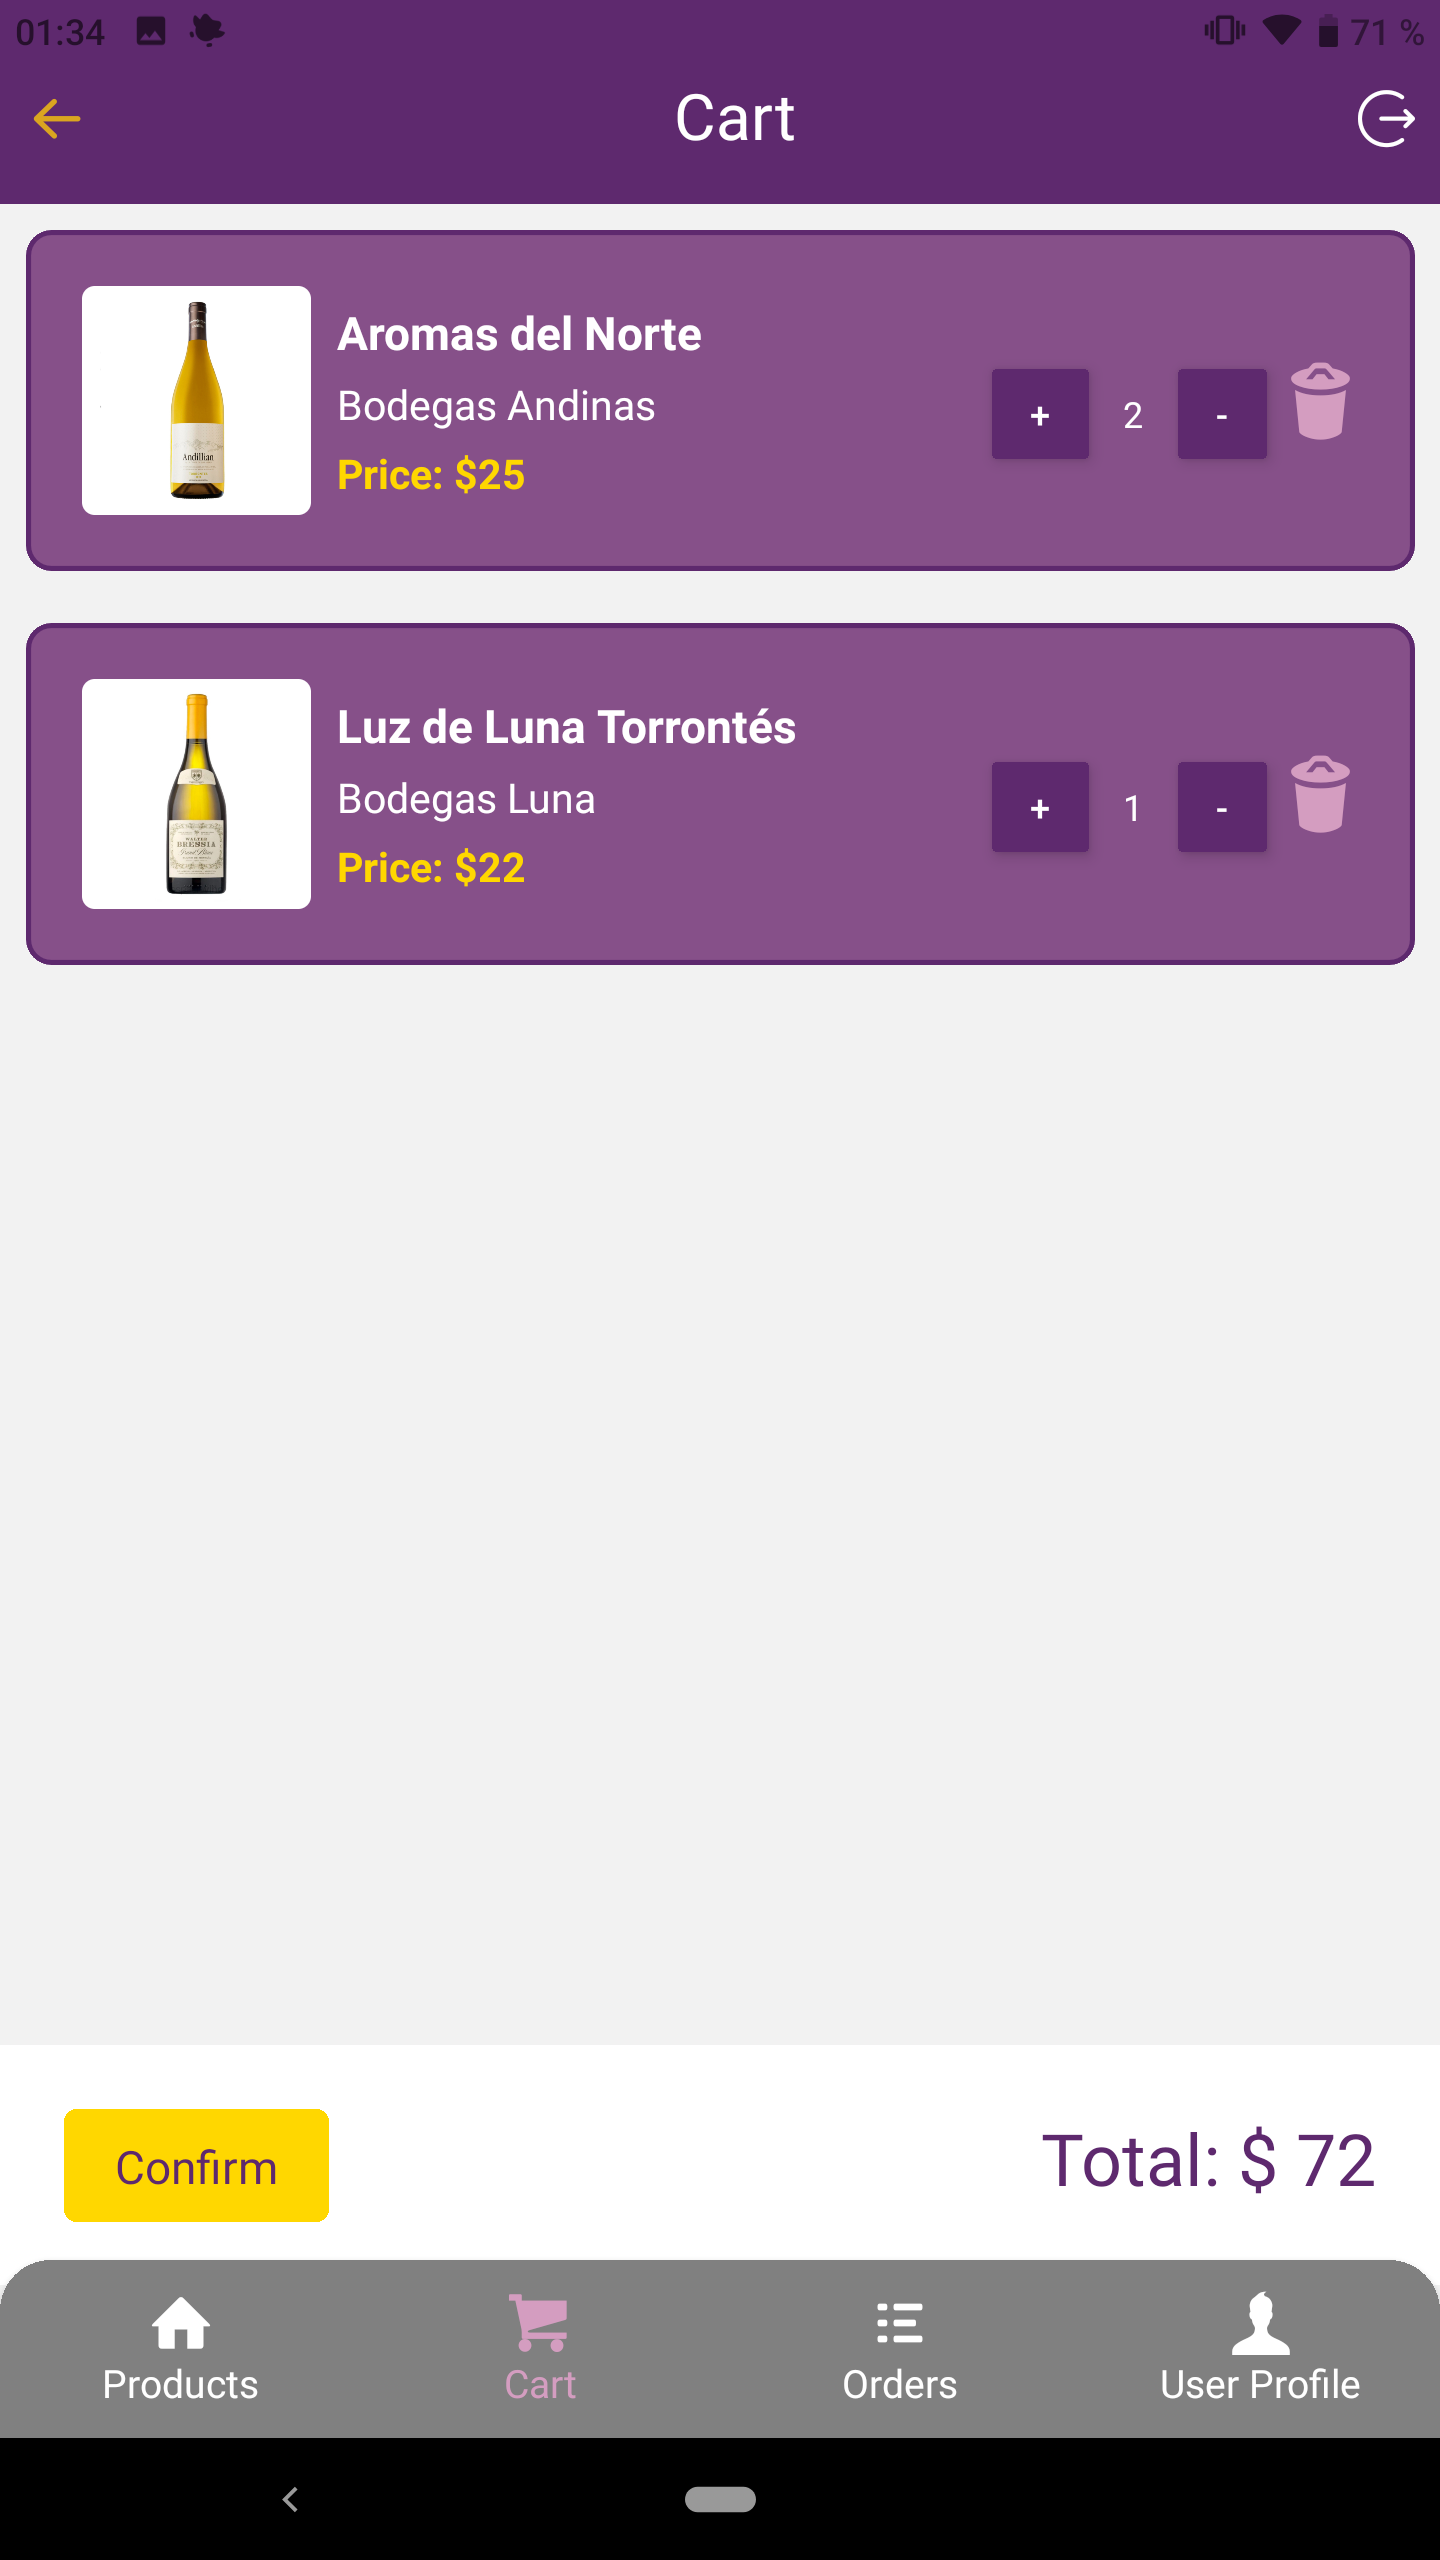 01:34
71 %
Cart
Aromas del Norte
Bodegas Andinas
Price: $25
+ 2 -
Andillian
Luz de Luna Torrontés
Bodegas Luna
Price: $22
+ 1 -
WALTER
BRESSIA
Confirm
Total: $ 72
Products
Cart
Orders
User Profile